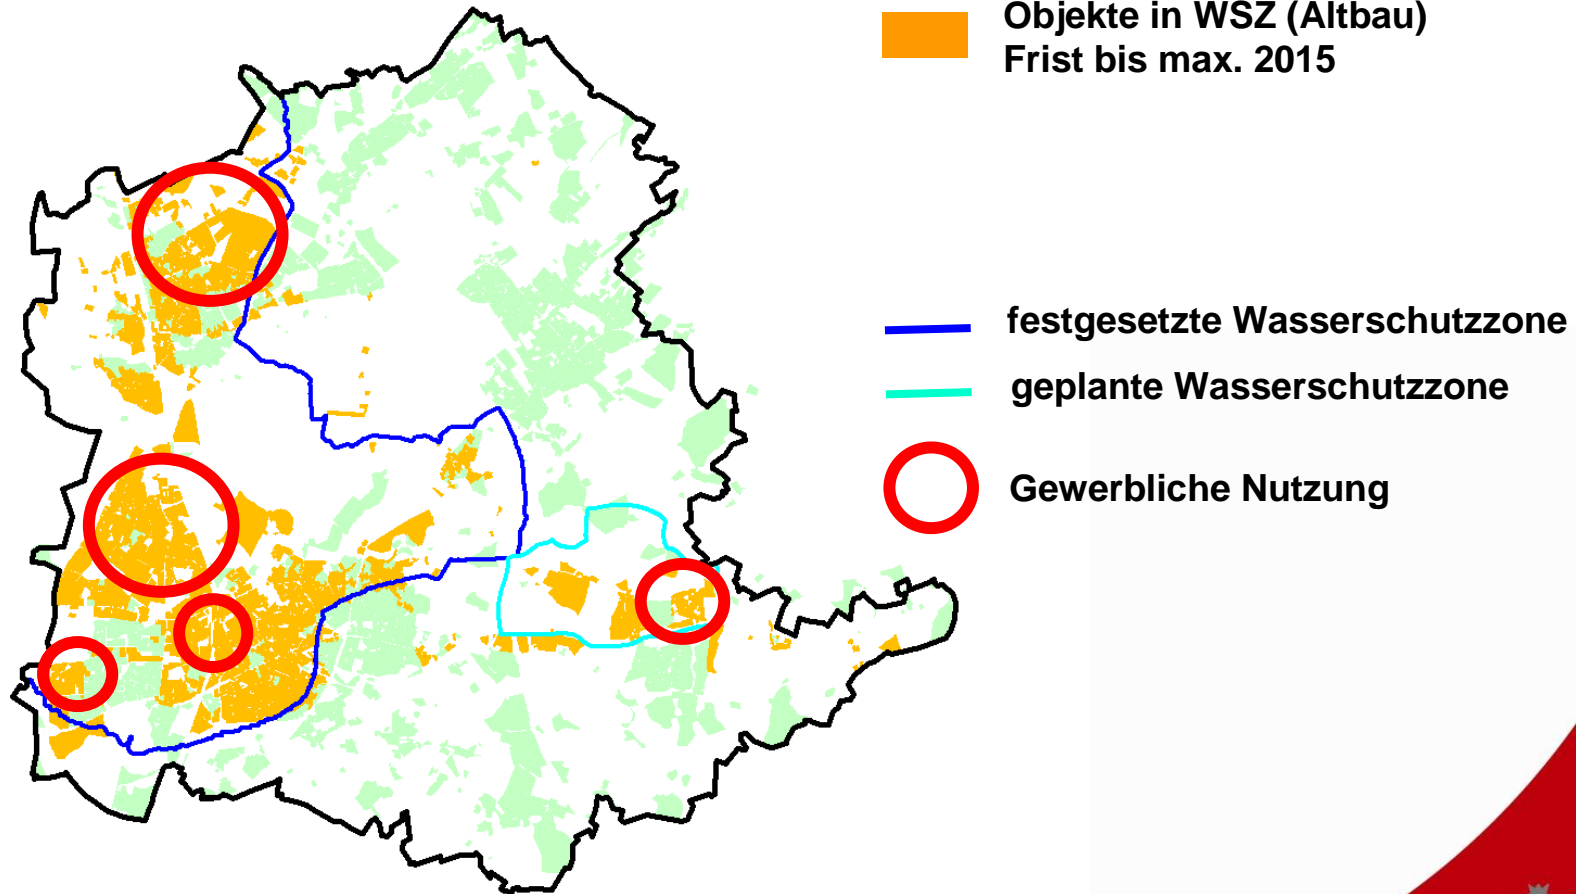 Objekte in WSZ (Altbau)
Frist bis max. 2015
festgesetzte Wasserschutzzone
geplante Wasserschutzzone
Gewerbliche Nutzung